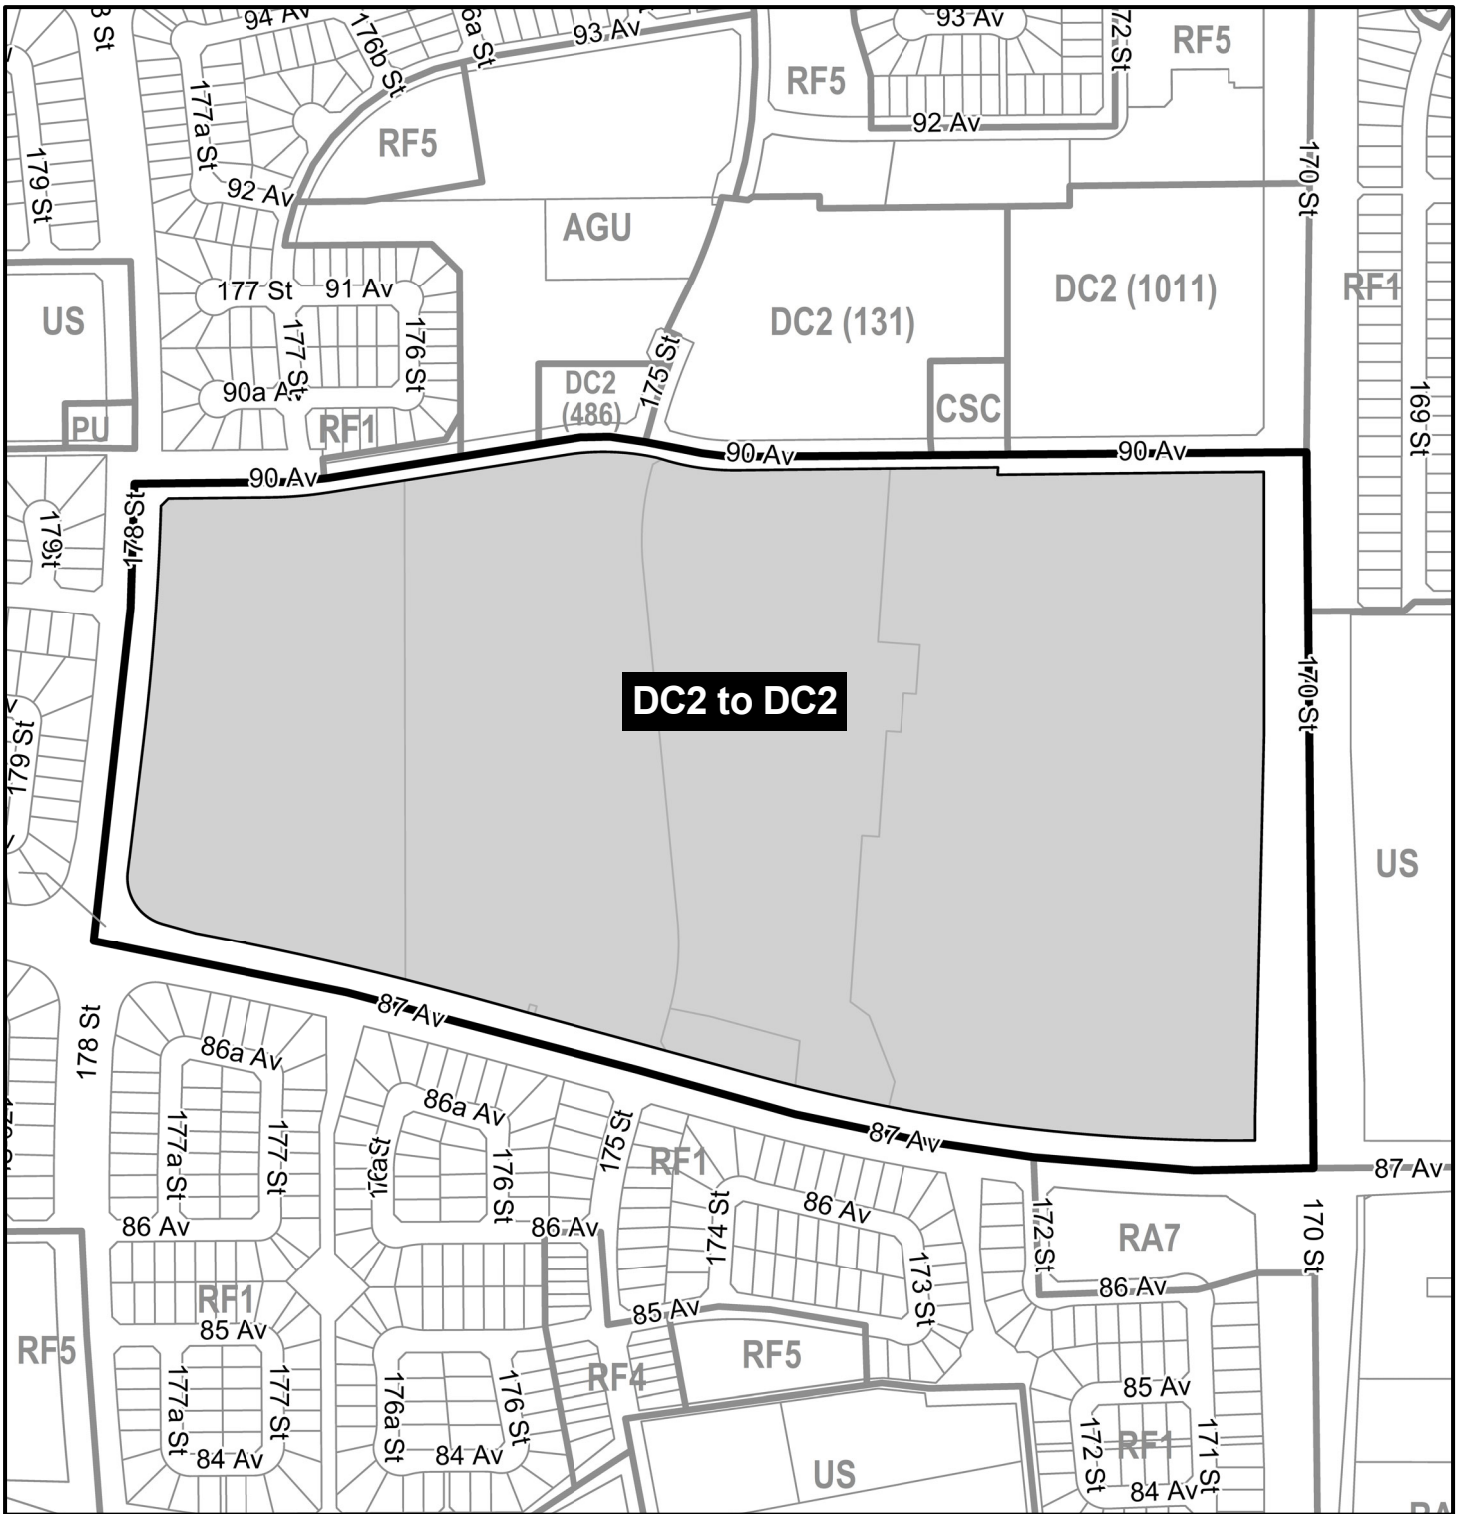 94 Av
176b St
93 Av
93 Av
172 St
RF5
RF5
177a St
RF5
92 Av
179 St
92 Av
170 St
AGU
US
177 St
91 Av
177 St
176 St
DC2 (131)
DC2 (1011)
RF1
175 St
DC2
(486)
PU
RF1
CSC
169 St
90 Av
90 Av
90 Av
178 St
179 St
DC2 to DC2
170 St
179 St
US
87 Av
178 St
86a Av
86a Av
87 Av
87 Av
177a St
177 St
176 St
175 St
RF1
174 St
86 Av
86 Av
86 Av
172 St
RA7
170 St
86 Av
173 St
RF1
85 Av
85 Av
RF5
RF4
RF5
85 Av
177a St
177 St
176a St
176 St
84 Av
84 Av
US
172 St
RF1
171 St
84 Av